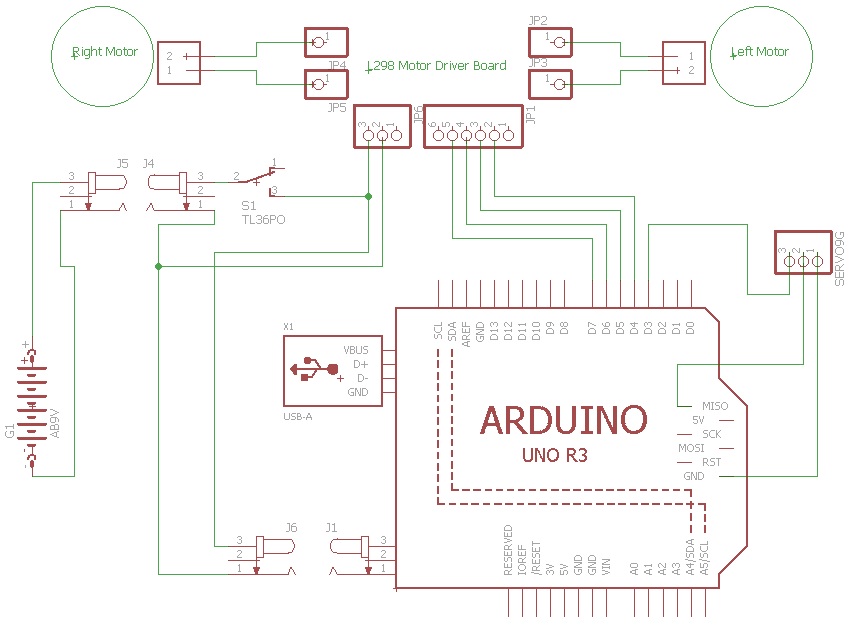 JP2
1
1
Right Motor
2
1
L298 Motor Driver Board
1
2
Left Motor
JP4
JP3
1
1
JP5
3 2 1
JP6
6 5 4 3 2 1
JP1
J5 J4
3
2
1
3
2
1
2
1
3
S1
TL36PO
3 2 1
SERVO9G
SCL SDA AREF GND D13 D12 D11 D10 D9 D8 D7 D6 D5 D4 D3 D2 D1 D0
X1
VBUS
D+
D-
GND
USB-A
+
+
G1
AB9V
-
-
ARDUINO
UNO R3
MISO
5V
SCK
MOSI
RST
GND
J6 J1
3
2
1
3
2
1
RESERVED IOREF /RESET 3V 5V GND GND VIN A0 A1 A2 A3 A4/SDA A5/SCL